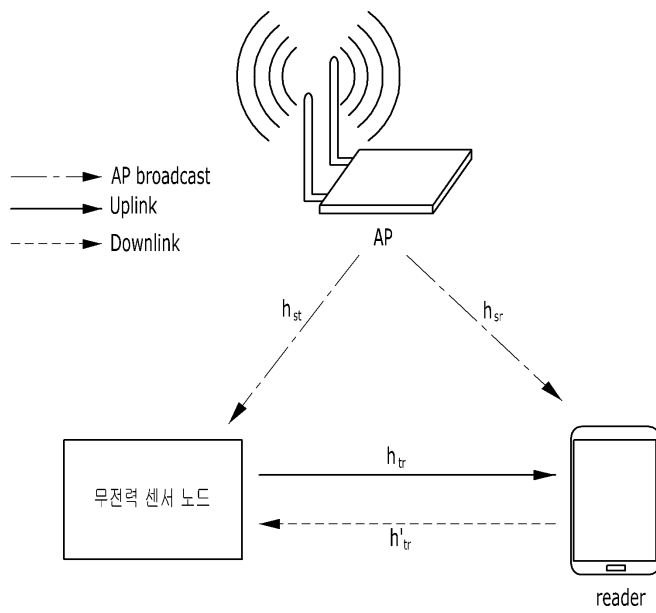 AP broadcast
Uplink
Downlink
AP
h_st
h_sr
무전력 센서 노드
h_tr
h'_tr
reader